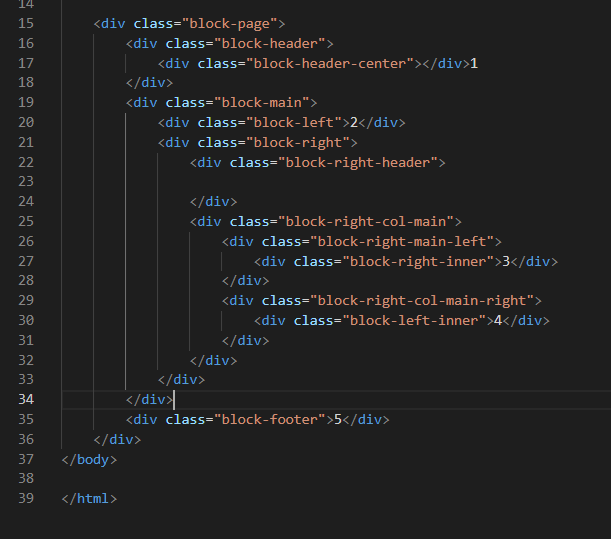 14
15 <div class="block-page">
16 <div class="block-header">
17 <div class="block-header-center"></div>1
18 </div>
19 <div class="block-main">
20 <div class="block-left">2</div>
21 <div class="block-right">
22 <div class="block-right-header">
23
24 </div>
25 <div class="block-right-col-main">
26 <div class="block-right-main-left">
27 <div class="block-right-inner">3</div>
28 </div>
29 <div class="block-right-col-main-right">
30 <div class="block-left-inner">4</div>
31 </div>
32 </div>
33 </div>
34 </div>
35 <div class="block-footer">5</div>
36 </div>
37 </body>
38
39 </html>